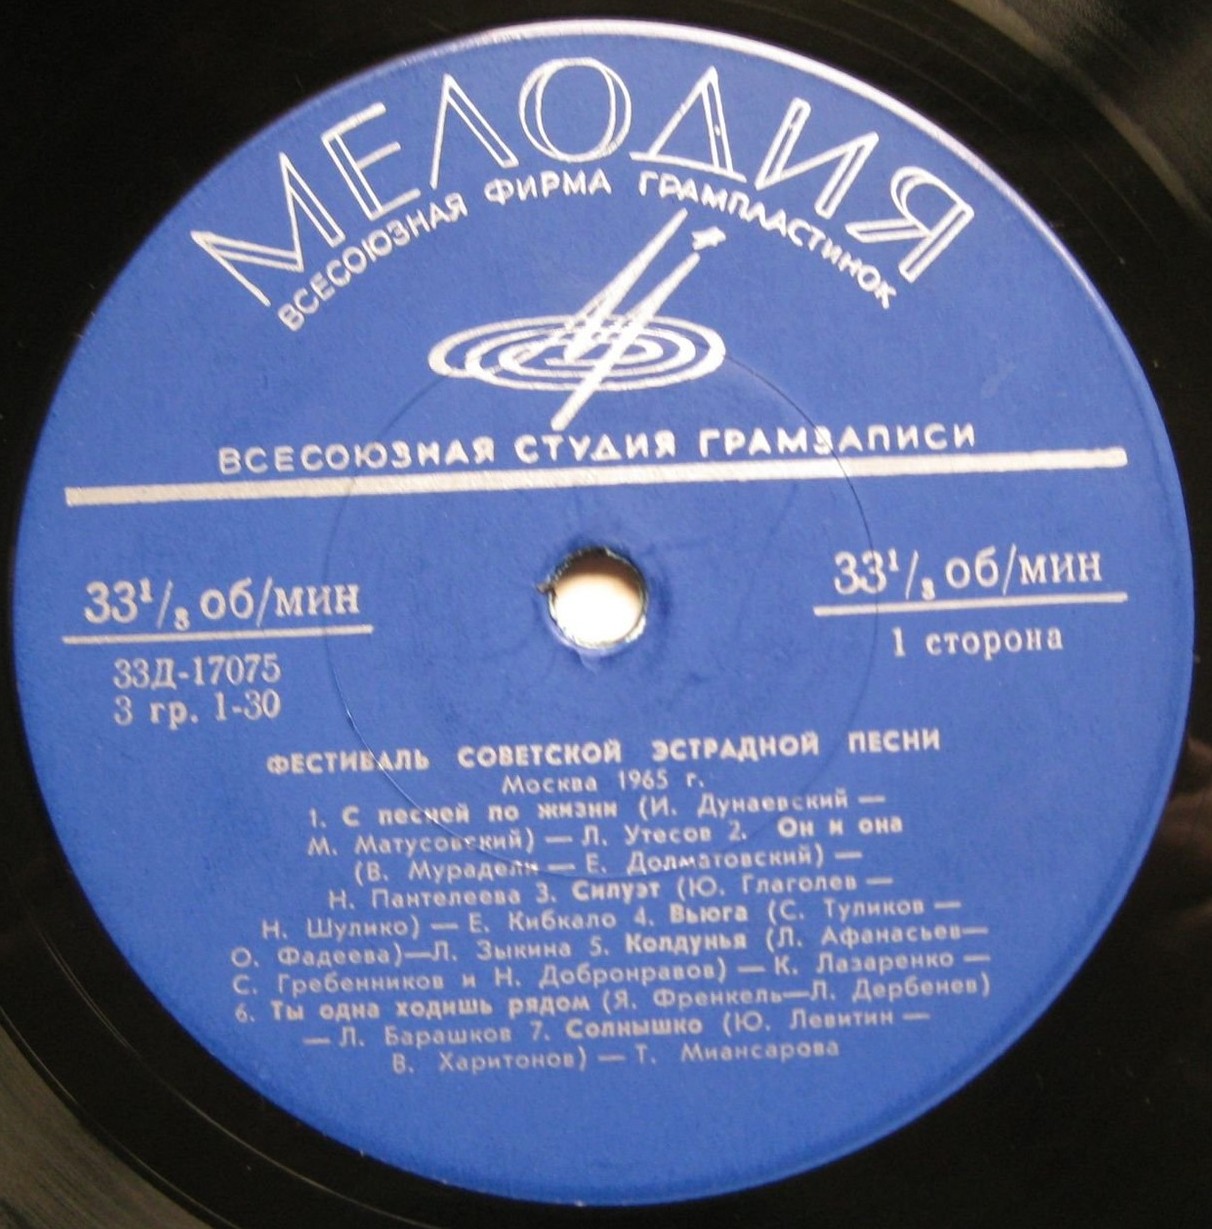 МЕЛОДИЯ
ВСЕСОЮЗНАЯ ФИРМА ГРАМПЛАСТИНОК
ВСЕСОЮЗНАЯ СТУДИЯ ГРАМЗАПИСИ
33¹/₃ об/мин
33Д-17075
3 гр. 1-30
33¹/₃ об/мин
1 сторона
ФЕСТИВАЛЬ СОВЕТСКОЙ ЭСТРАДНОЙ ПЕСНИ
Москва 1965 г.
1. С песней по жизни (И. Дунаевский —
М. Матусовский) — Л. Утесов 2. Он и она
(В. Мурадели — Е. Долматовский) —
Н. Пантелеева 3. Силуэт (Ю. Глаголев —
Н. Шулико) — Е. Кибкало 4. Вьюга (С. Туликов —
О. Фадеева)—Л. Зыкина 5. Колдунья (Л. Афанасьев—
С. Гребенников и Н. Добронравов) — К. Лазаренко —
6. Ты одна ходишь рядом (Я. Френкель—Л. Дербенев)
— Л. Барашков 7. Солнышко (Ю. Левитин —
В. Харитонов) — Т. Миансарова